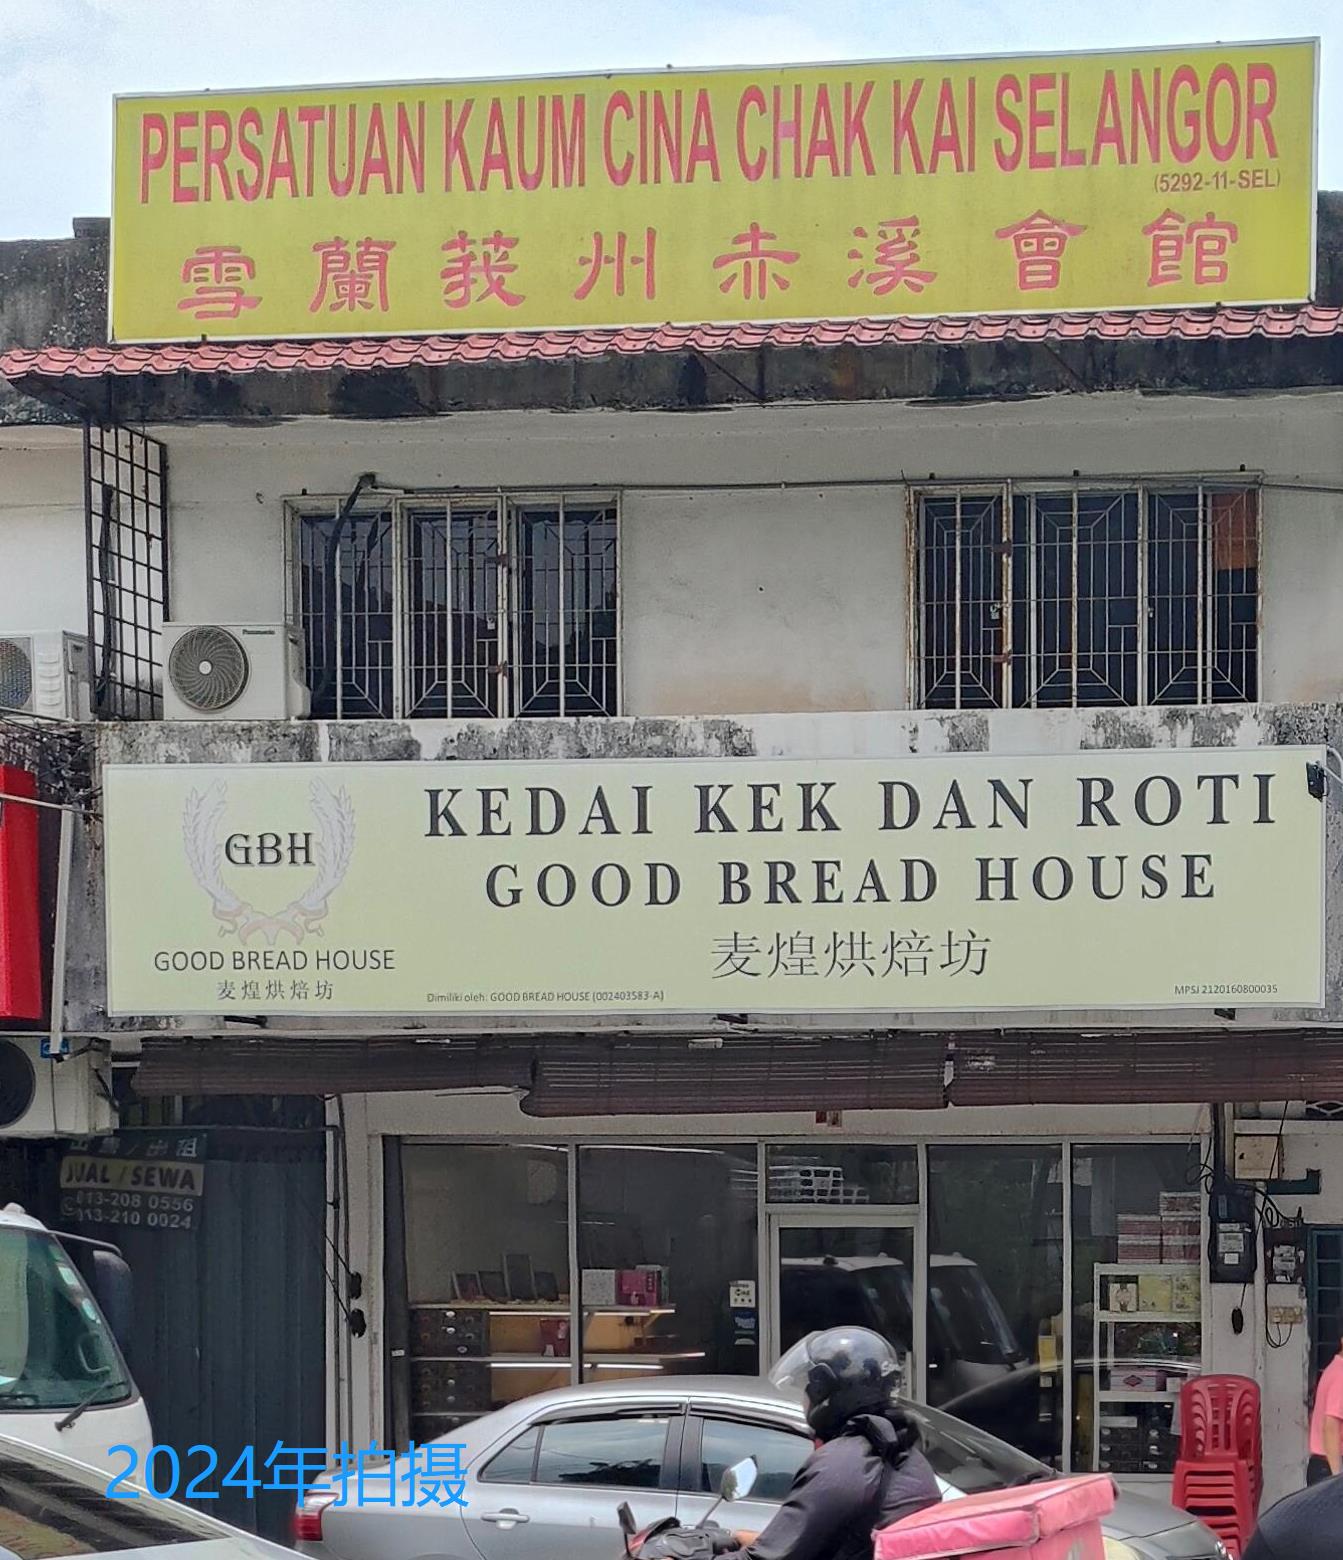 PERSATUAN KAUM CINA CHAK KAI SELANGOR
(5292-11-SEL)
雪蘭莪州赤溪會館
Panasonic
GBH
GOOD BREAD HOUSE
麦煌烘焙坊
KEDAI KEK DAN ROTI
GOOD BREAD HOUSE
麦煌烘焙坊
Dimiliki oleh: GOOD BREAD HOUSE (002403583-A)
MPSJ 2120160800035
JUAL / SEWA
013-208 0556
013-210 0024
2024年拍摄